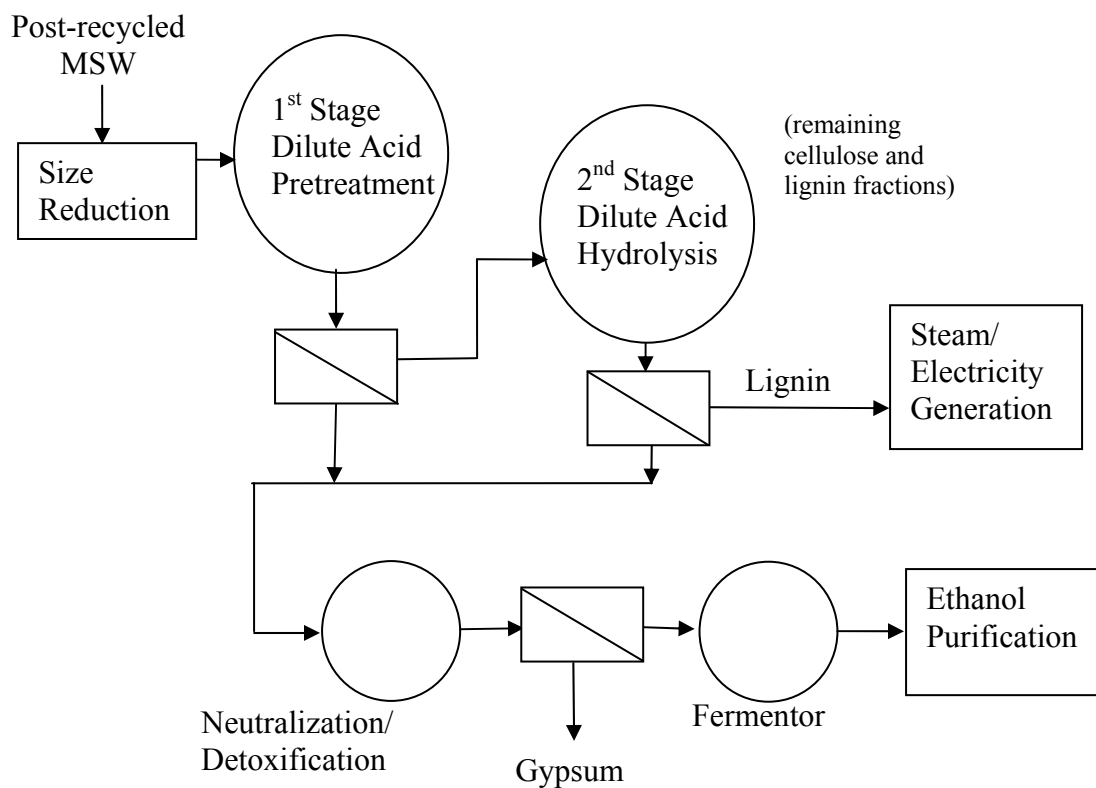 Post-recycled
MSW
Size
Reduction
1st Stage
Dilute Acid
Pretreatment
2nd Stage
Dilute Acid
Hydrolysis
(remaining
cellulose and
lignin fractions)
Lignin
Steam/
Electricity
Generation
Neutralization/
Detoxification
Gypsum
Fermentor
Ethanol
Purification